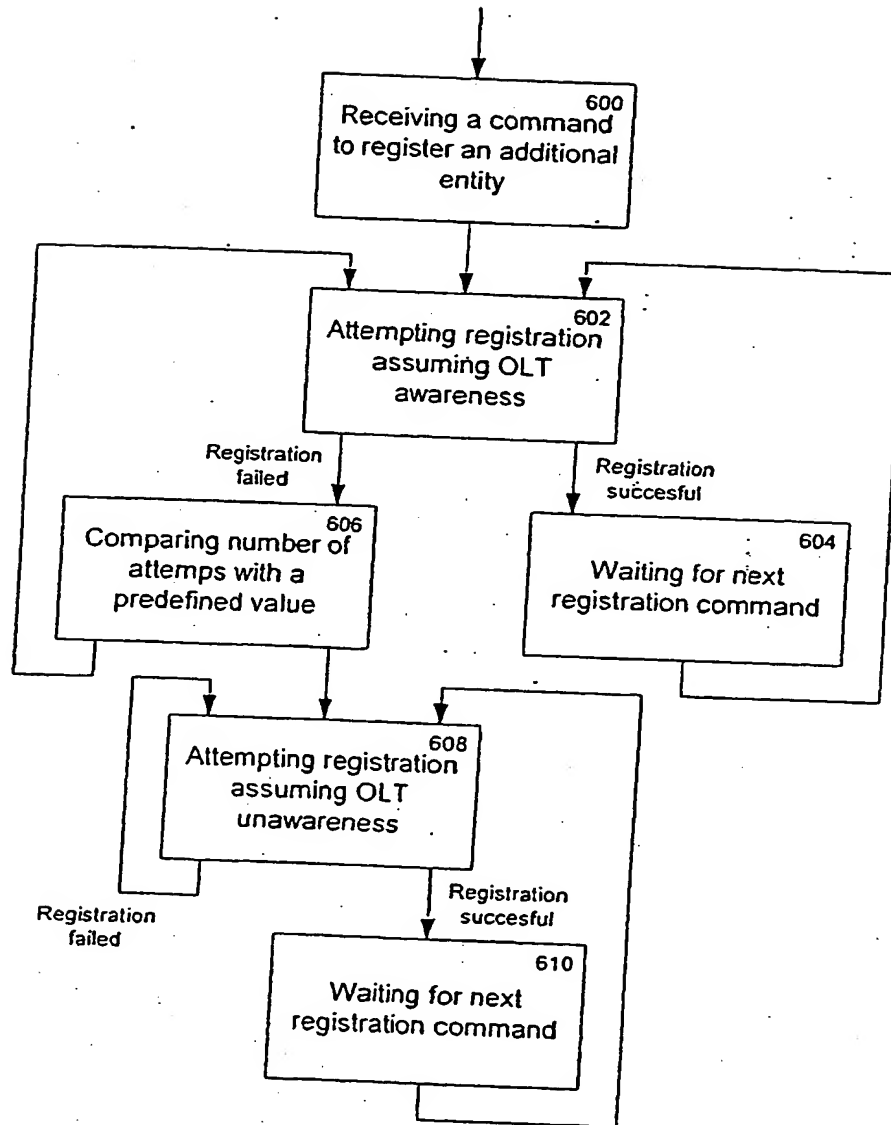 600
Receiving a command
to register an additional
entity
602
Attempting registration
assuming OLT
awareness
Registration
failed
Registration
succesful
606
Comparing number of
attemps with a
predefined value
604
Waiting for next
registration command
608
Attempting registration
assuming OLT
unawareness
Registration
failed
Registration
succesful
610
Waiting for next
registration command